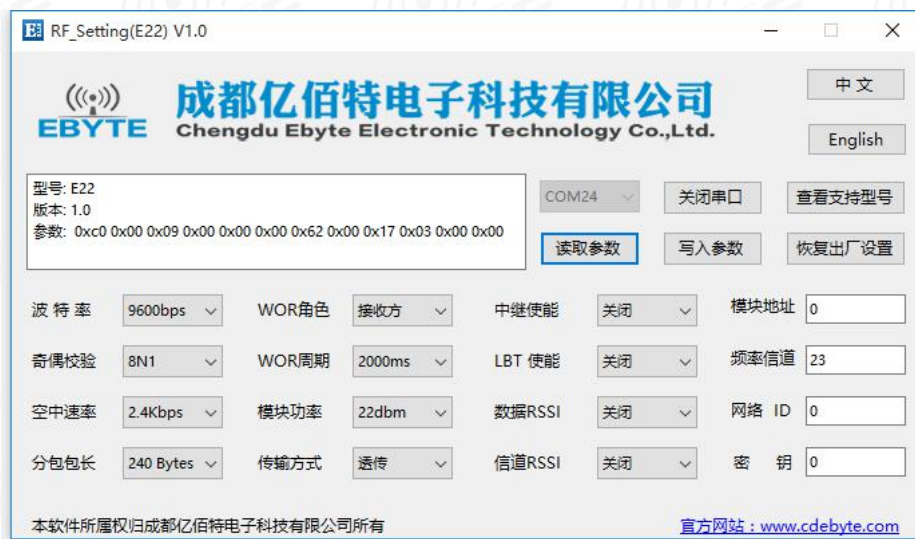 RF_Setting(E22) V1.0
EBYTE
成都亿佰特电子科技有限公司
Chengdu Ebyte Electronic Technology Co.,Ltd.
中 文
English
型号: E22
版本: 1.0
参数: 0xc0 0x00 0x09 0x00 0x00 0x00 0x62 0x00 0x17 0x03 0x00 0x00
COM24 关闭串口 查看支持型号
读取参数 写入参数 恢复出厂设置
波 特 率 9600bps WOR角色 接收方 中继使能 关闭 模块地址 0
奇偶校验 8N1 WOR周期 2000ms LBT 使能 关闭 频率信道 23
空中速率 2.4Kbps 模块功率 22dbm 数据RSSI 关闭 网络 ID 0
分包包长 240 Bytes 传输方式 透传 信道RSSI 关闭 密 钥 0
本软件所属权归成都亿佰特电子科技有限公司所有 官方网站：www.cdebyte.com